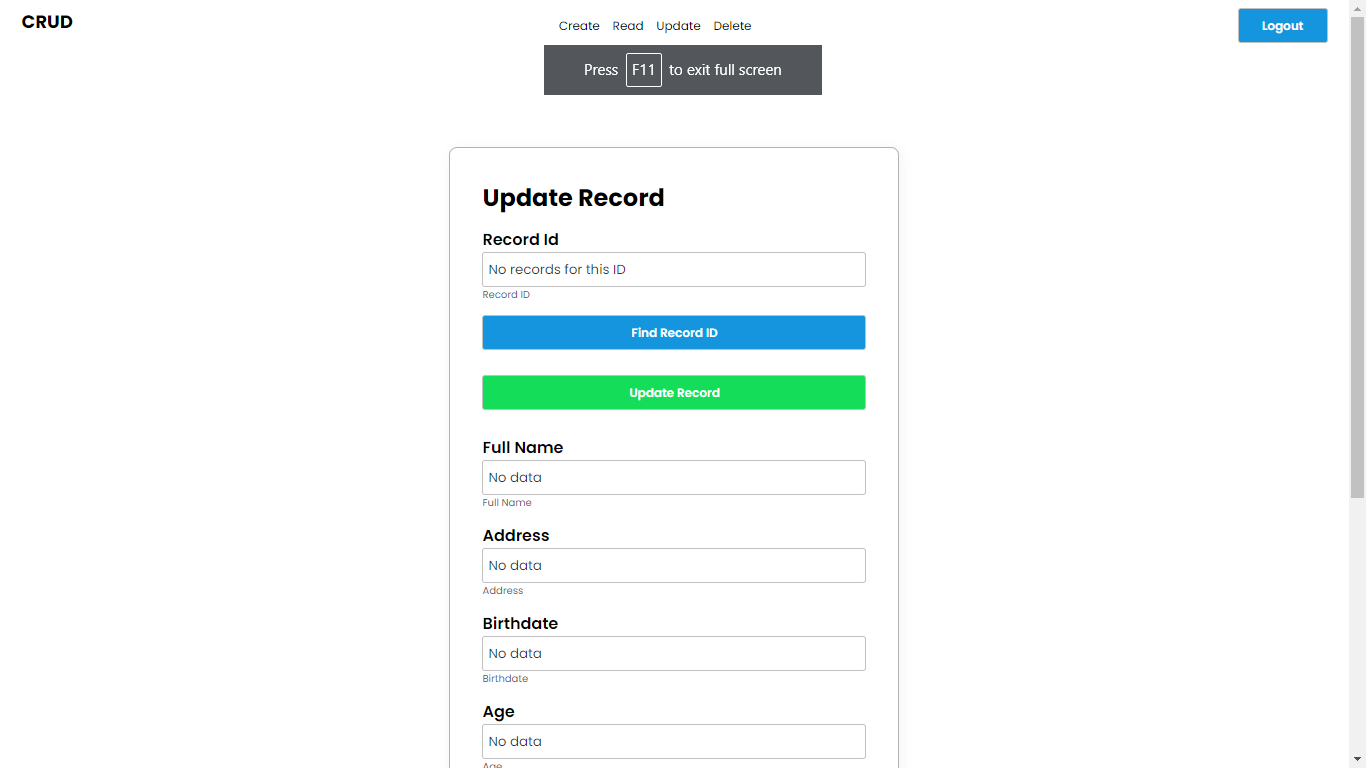 CRUD
Create Read Update Delete
Logout
Press F11 to exit full screen
Update Record
Record Id
No records for this ID
Record ID
Find Record ID
Update Record
Full Name
No data
Full Name
Address
No data
Address
Birthdate
No data
Birthdate
Age
No data
Age